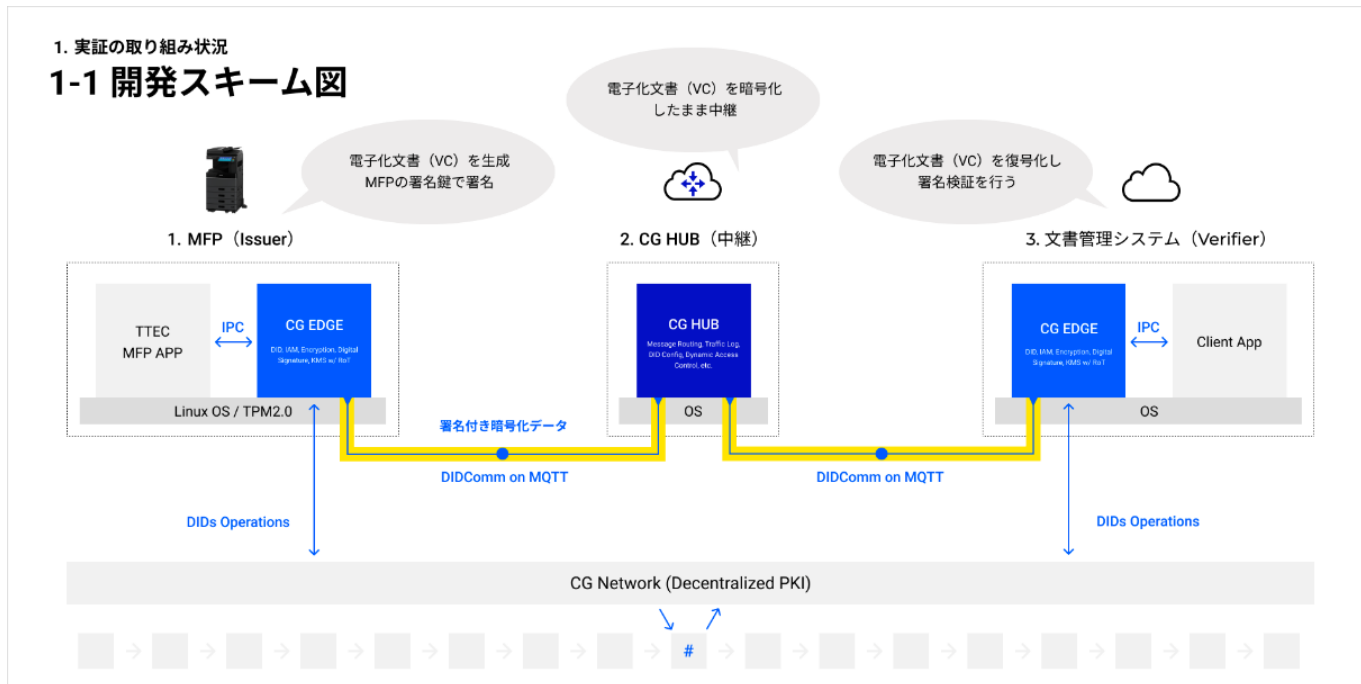 1. 実証の取り組み状況
1-1 開発スキーム図
電子化文書（VC）を暗号化
したまま中継
電子化文書（VC）を生成
MFPの署名鍵で署名
電子化文書（VC）を復号化し
署名検証を行う
1. MFP（Issuer）
2. CG HUB（中継）
3. 文書管理システム（Verifier）
TTEC
MFP APP
IPC
CG EDGE
DID, IAM, Encryption, Digital
Signature, KMS w/ RoT
Linux OS / TPM2.0
CG HUB
Message Routing, Traffic Log,
DID Config, Dynamic Access
Control, etc.
OS
CG EDGE
DID, IAM, Encryption, Digital
Signature, KMS w/ RoT
IPC
Client App
OS
署名付き暗号化データ
DIDComm on MQTT
DIDComm on MQTT
DIDs Operations
DIDs Operations
CG Network (Decentralized PKI)
#